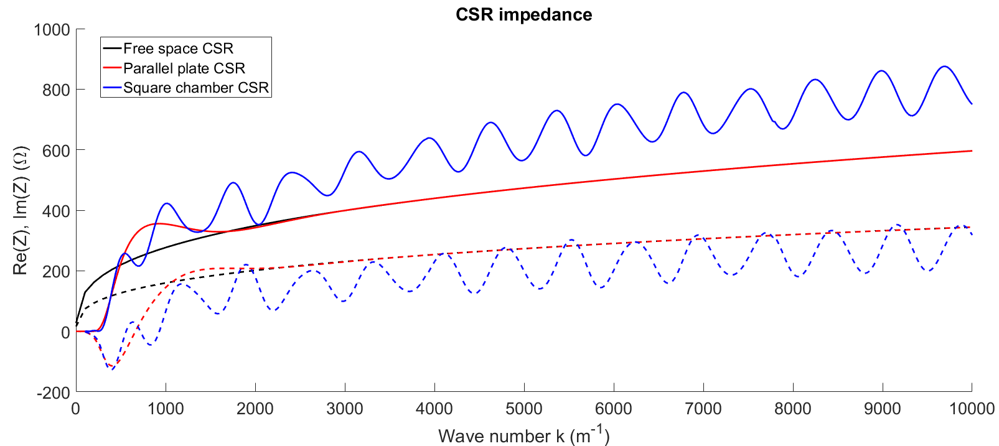 CSR impedance
1000
800
600
400
200
0
-200
Re(Z), Im(Z) (Ω)
Free space CSR
Parallel plate CSR
Square chamber CSR
0 1000 2000 3000 4000 5000 6000 7000 8000 9000 10000
Wave number k (m⁻¹)